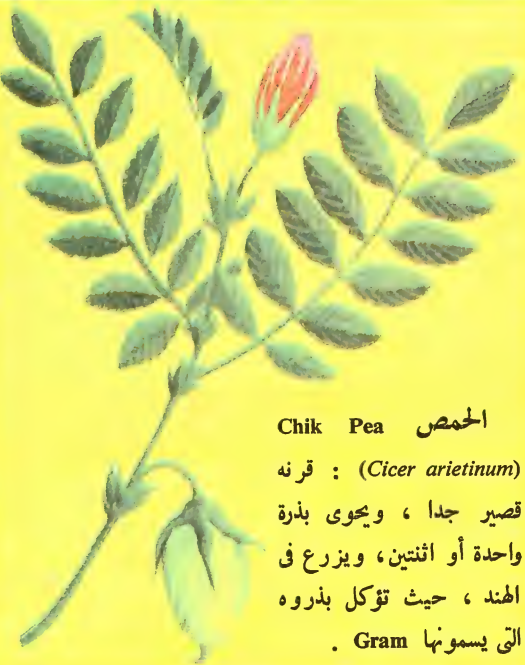 الحمص Chik Pea
(Cicer arietinum) : قرنه
قصير جدا ، ويحوى بذرة
واحدة أو اثنتين ، ويزرع فى
الهند ، حيث تؤكل بذروه
التى يسمونها Gram .